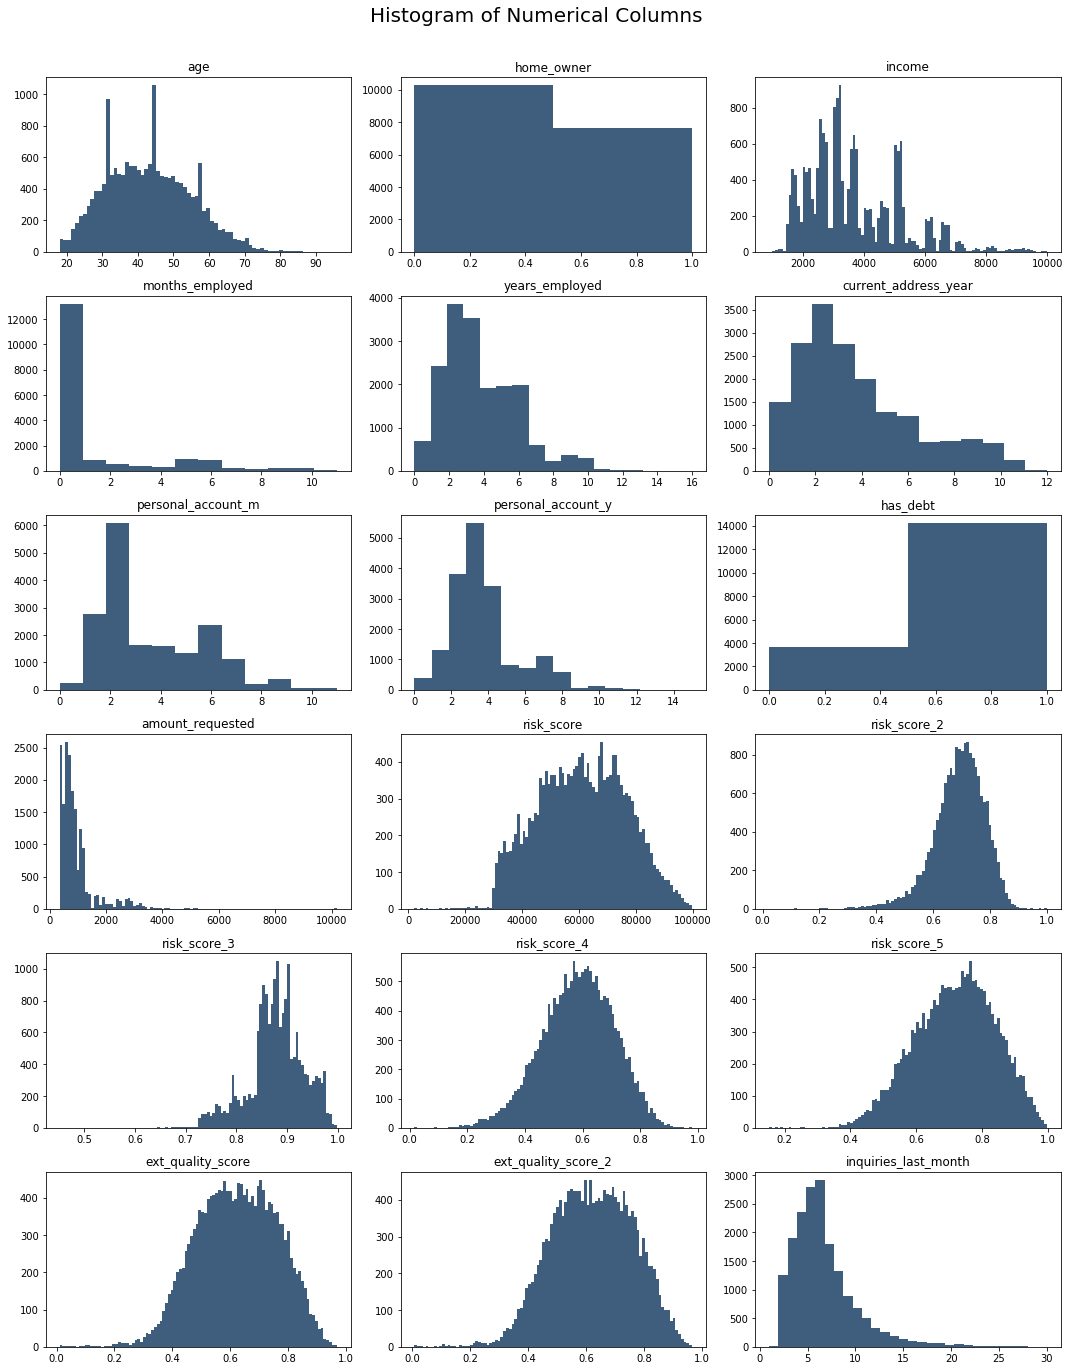 Histogram of Numerical Columns
age
1000
800
600
400
200
0
20 30 40 50 60 70 80 90
home_owner
10000
8000
6000
4000
2000
0
0.0 0.2 0.4 0.6 0.8 1.0
income
800
600
400
200
0
2000 4000 6000 8000 10000
months_employed
12000
10000
8000
6000
4000
2000
0
0 2 4 6 8 10
years_employed
4000
3000
2000
1000
0
0 2 4 6 8 10 12 14 16
current_address_year
3500
3000
2500
2000
1500
1000
500
0
0 2 4 6 8 10 12
personal_account_m
6000
5000
4000
3000
2000
1000
0
0 2 4 6 8 10
personal_account_y
5000
4000
3000
2000
1000
0
0 2 4 6 8 10 12 14
has_debt
14000
12000
10000
8000
6000
4000
2000
0
0.0 0.2 0.4 0.6 0.8 1.0
amount_requested
2500
2000
1500
1000
500
0
0 2000 4000 6000 8000 10000
risk_score
400
300
200
100
0
0 20000 40000 60000 80000 100000
risk_score_2
800
600
400
200
0
0.0 0.2 0.4 0.6 0.8 1.0
risk_score_3
1000
800
600
400
200
0
0.5 0.6 0.7 0.8 0.9 1.0
risk_score_4
500
400
300
200
100
0
0.0 0.2 0.4 0.6 0.8 1.0
risk_score_5
500
400
300
200
100
0
0.2 0.4 0.6 0.8 1.0
ext_quality_score
400
300
200
100
0
0.0 0.2 0.4 0.6 0.8 1.0
ext_quality_score_2
400
300
200
100
0
0.0 0.2 0.4 0.6 0.8 1.0
inquiries_last_month
3000
2500
2000
1500
1000
500
0
5 10 15 20 25 30